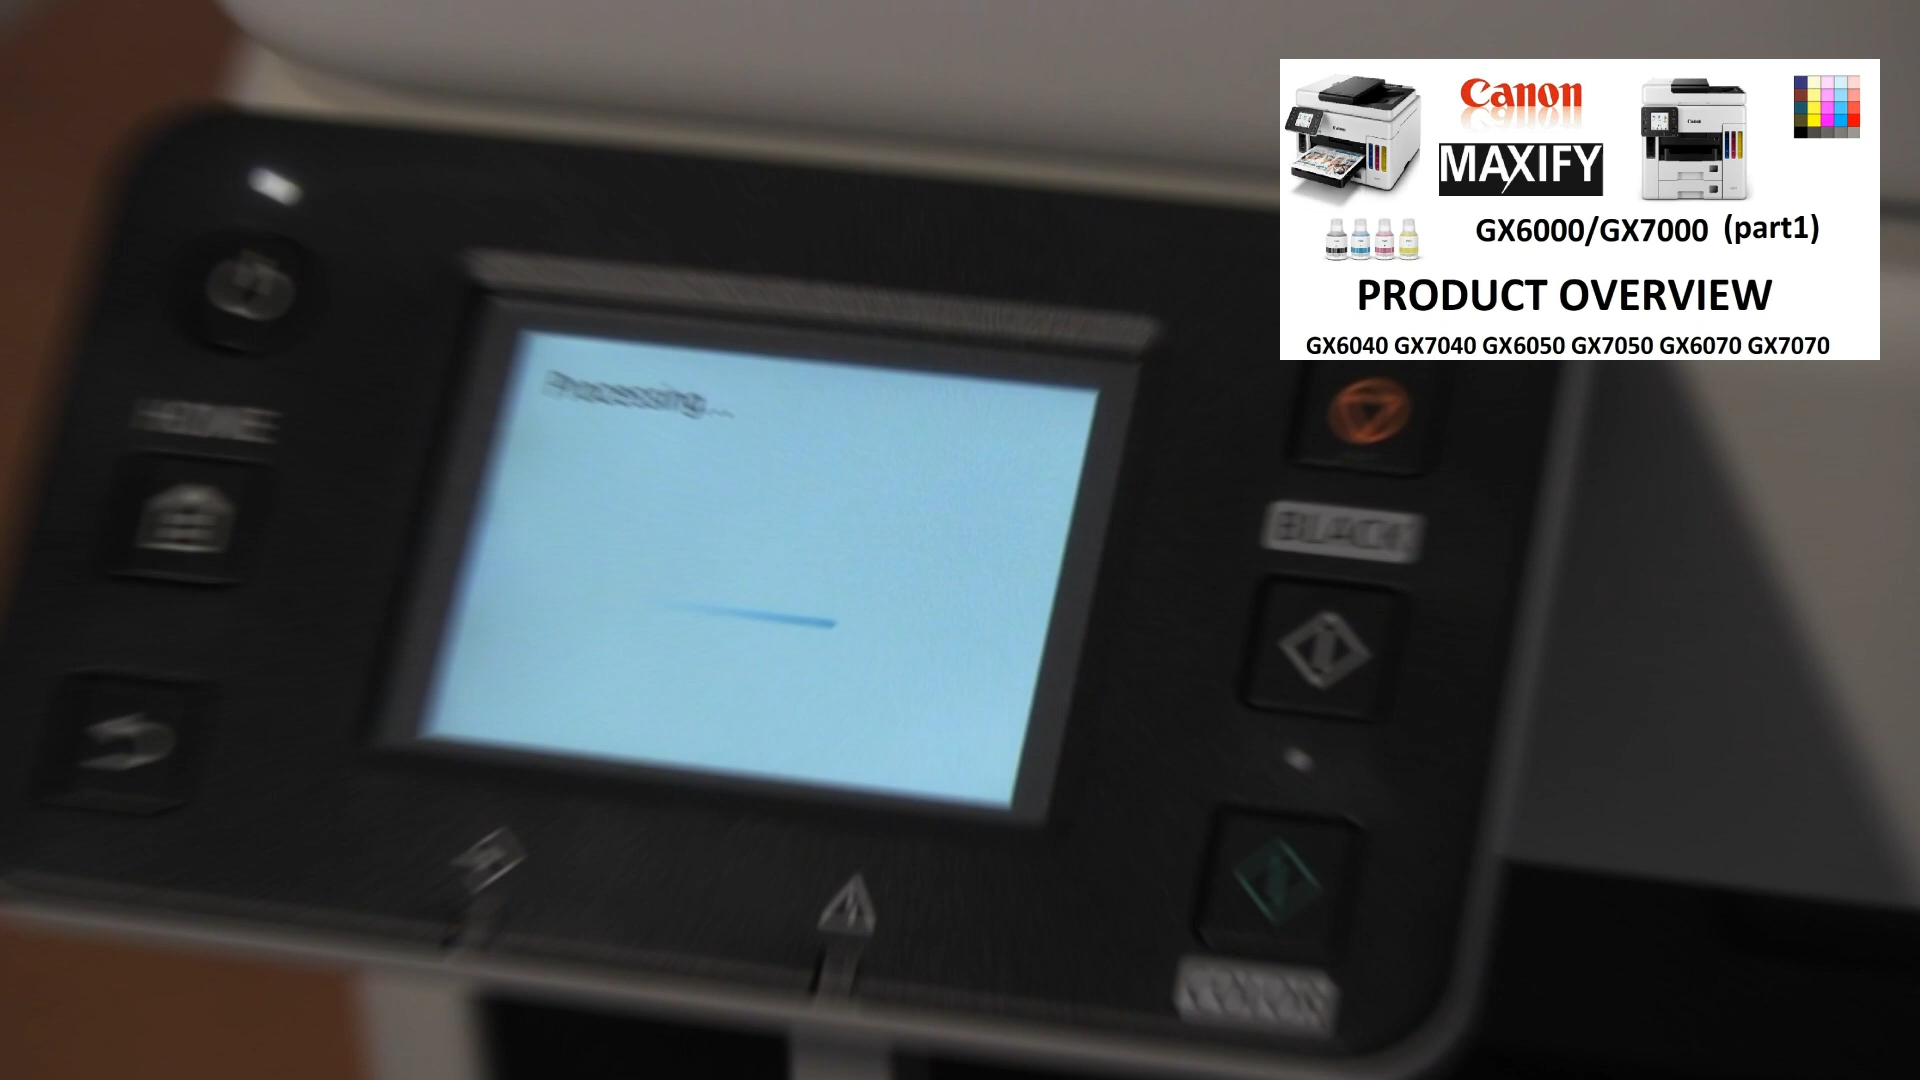 Canon
MAXIFY
GX6000/GX7000 (part1)
PRODUCT OVERVIEW
GX6040 GX7040 GX6050 GX7050 GX6070 GX7070
Processing...
HOME
BLACK